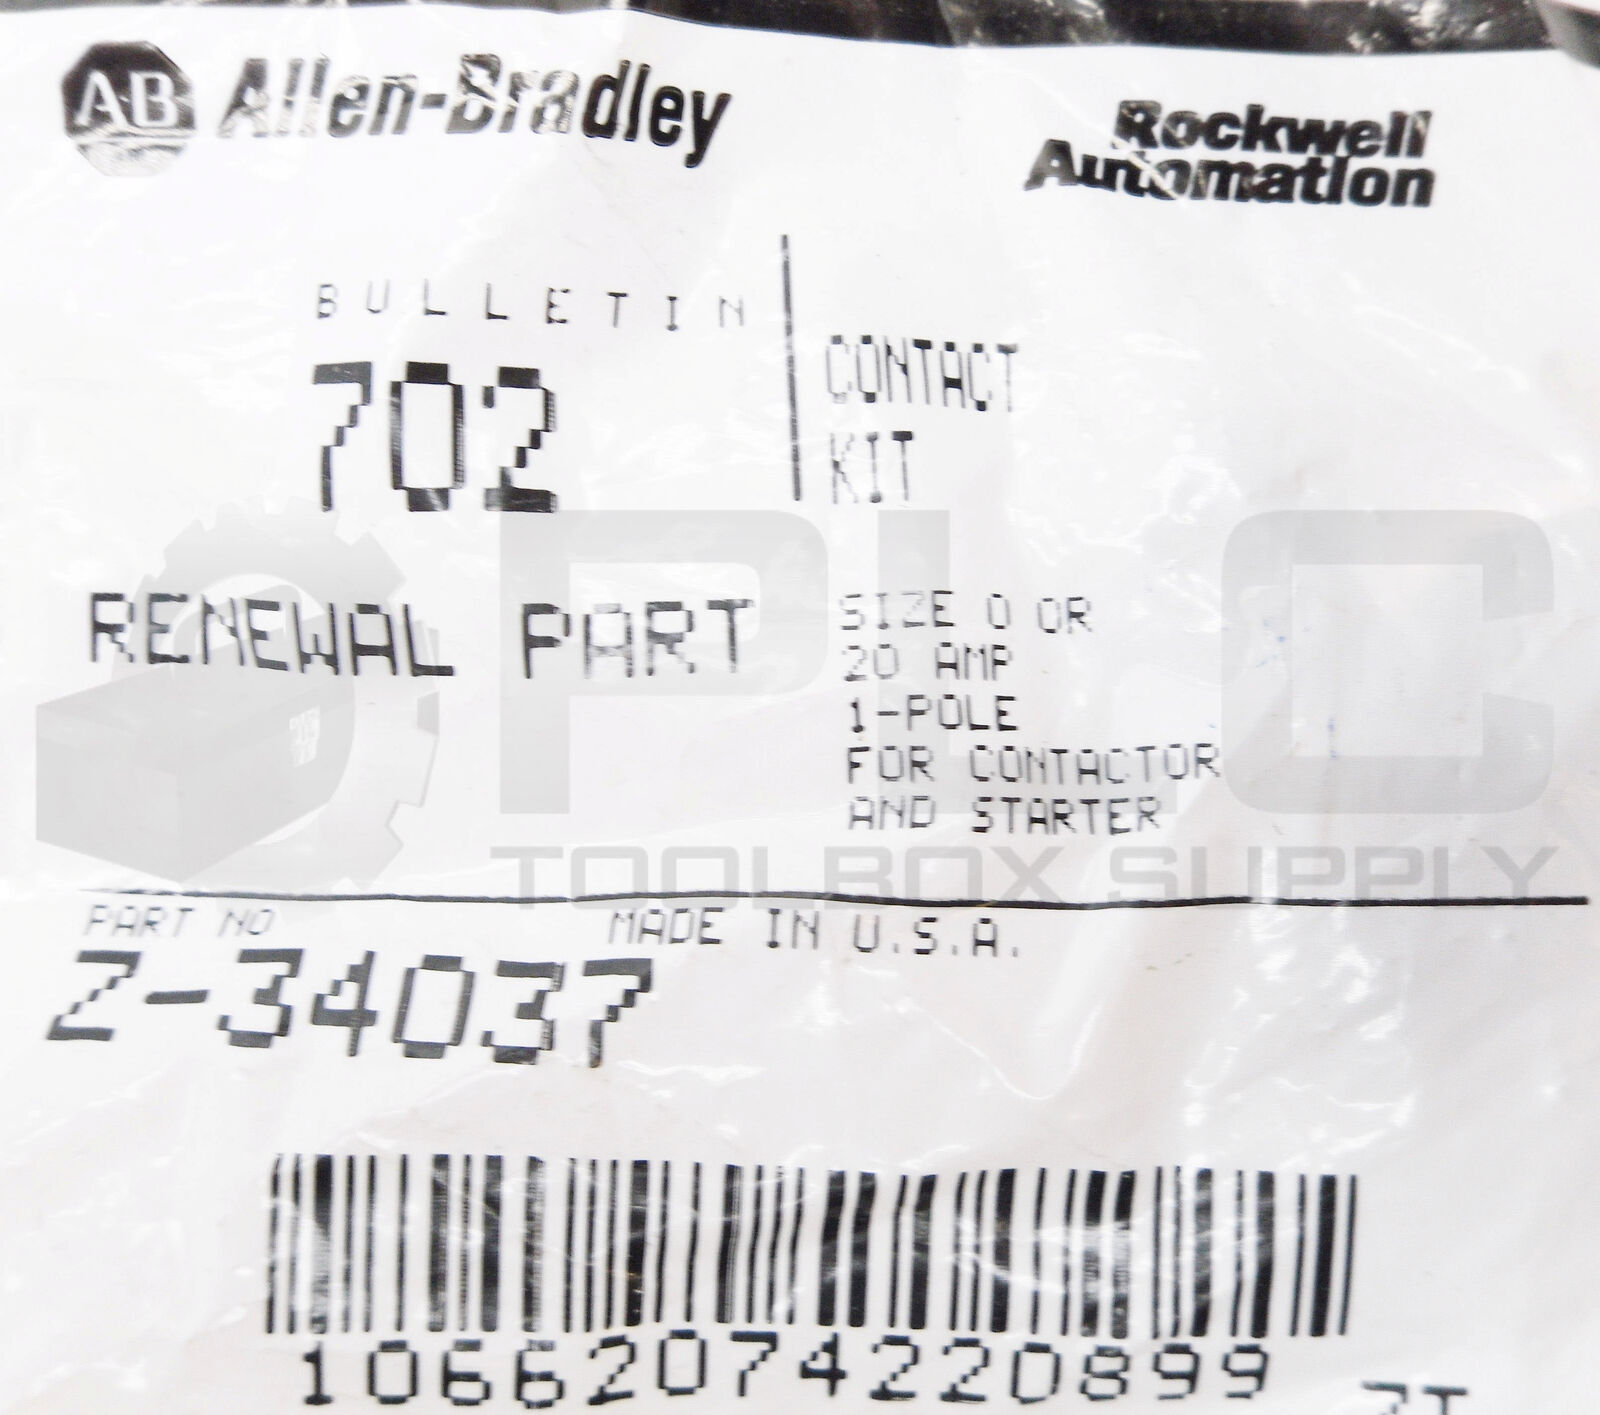 AB Allen-Bradley
Rockwell
Automation
BULLETIN
702
CONTACT
KIT
RENEWAL PART
SIZE 0 OR
20 AMP
1-POLE
FOR CONTACTOR
AND STARTER
PLC
TOOLBOX SUPPLY
PART NO
MADE IN U.S.A.
Z-34037
10662074220899